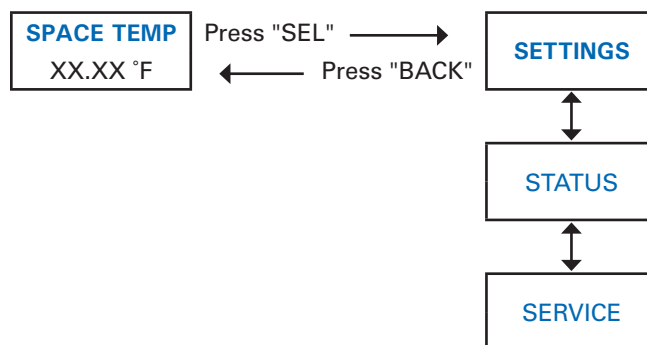 SPACE TEMP
XX.XX °F
Press "SEL"
Press "BACK"
SETTINGS
STATUS
SERVICE